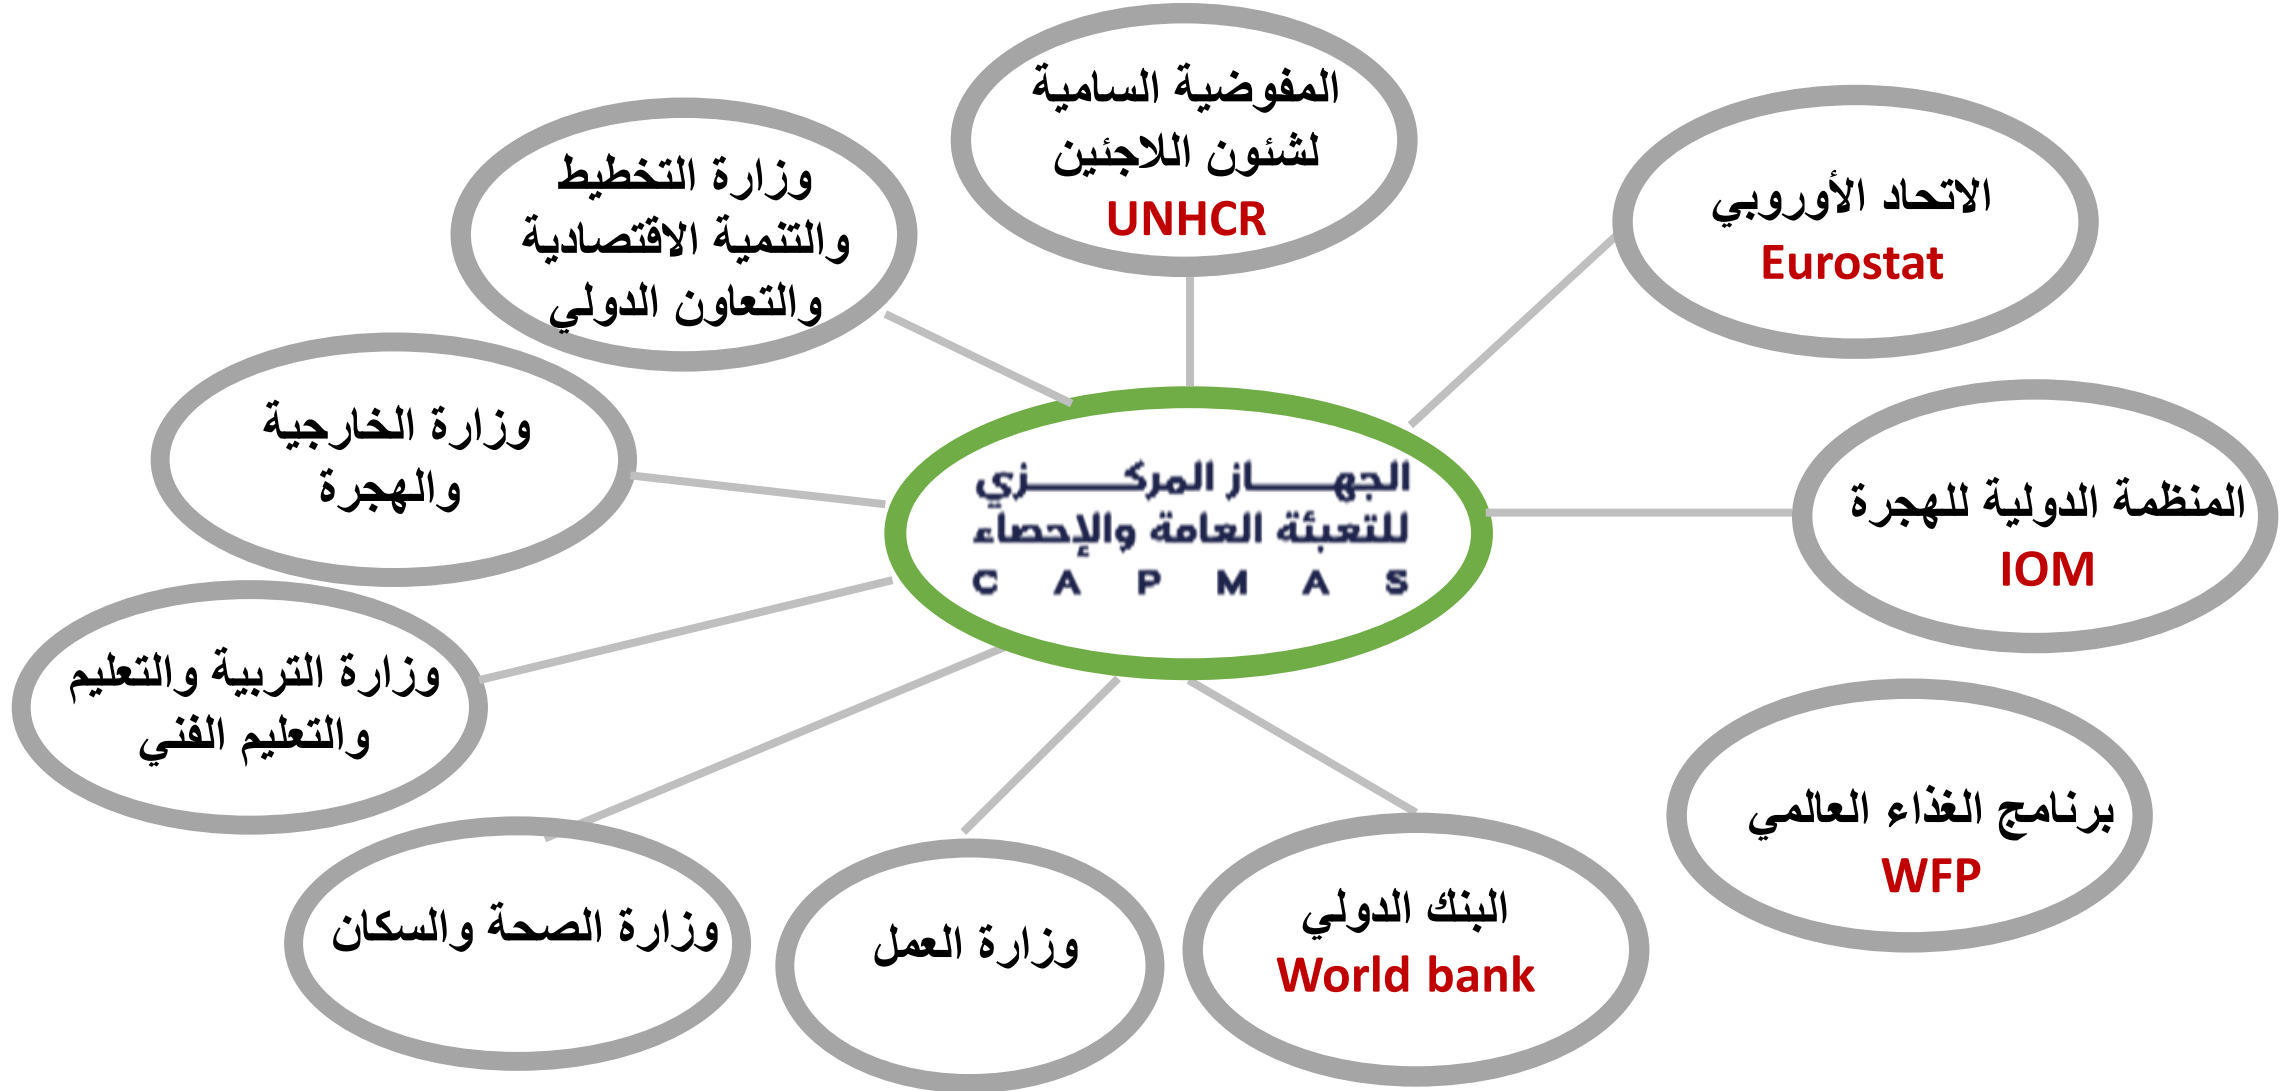 المفوضية السامية
لشئون اللاجئين
UNHCR
الاتحاد الأوروبي
Eurostat
وزارة التخطيط
والتنمية الاقتصادية
والتعاون الدولي
وزارة الخارجية
والهجرة
الجهـــاز المركـــزي
للتعبئة العامة والإحصاء
C A P M A S
المنظمة الدولية للهجرة
IOM
وزارة التربية والتعليم
والتعليم الفني
برنامج الغذاء العالمي
WFP
وزارة الصحة والسكان
وزارة العمل
البنك الدولي
World bank